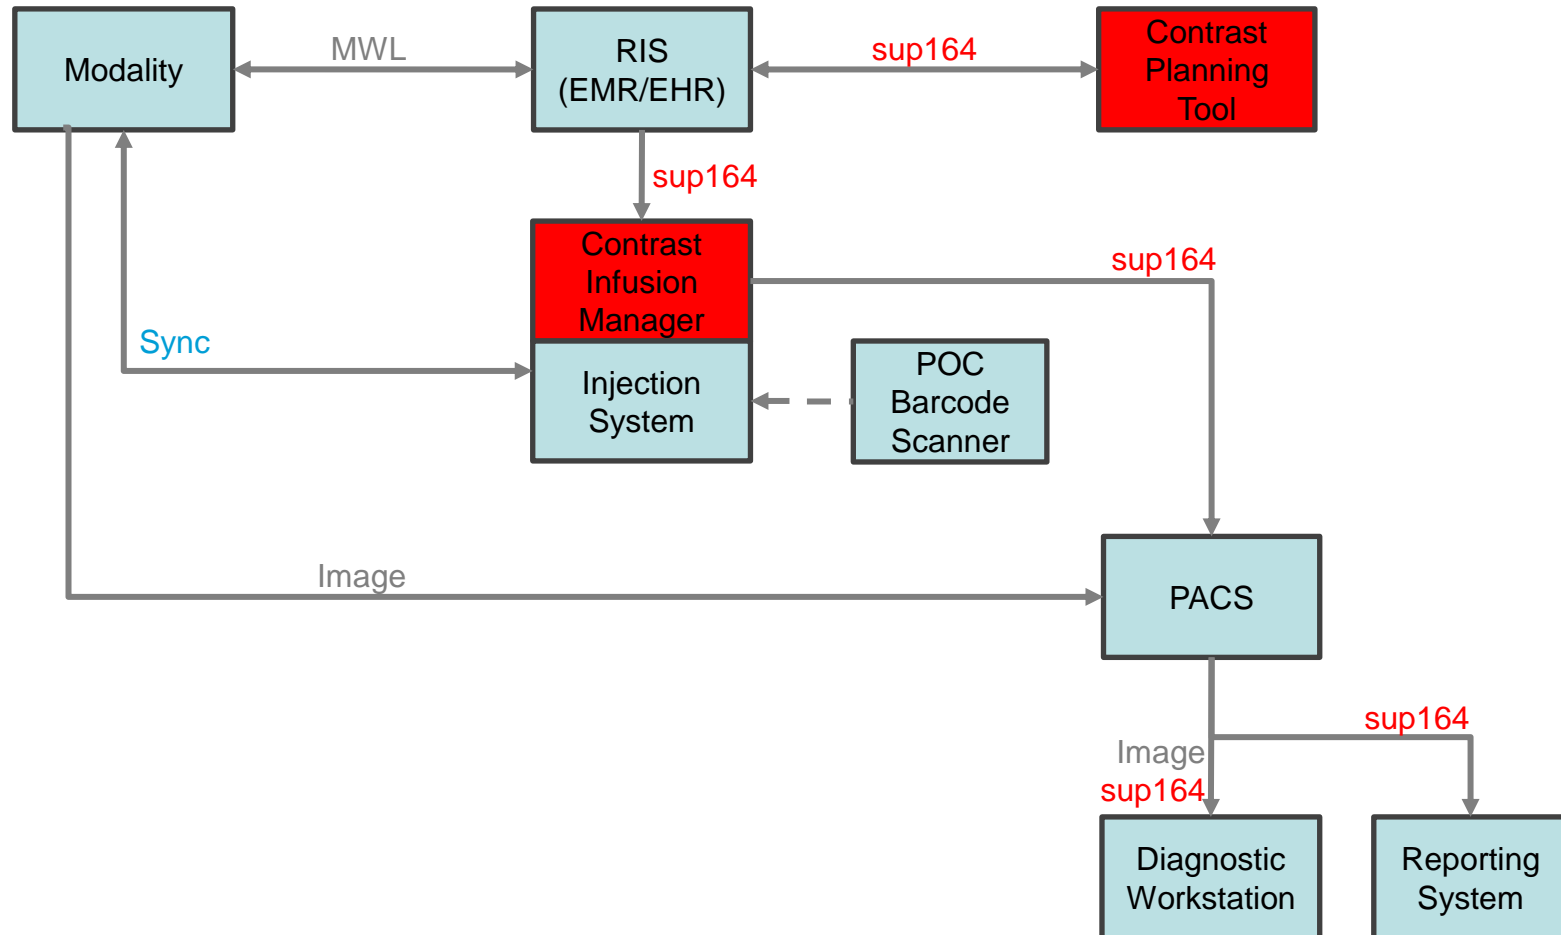 Modality
MWL
RIS
(EMR/EHR)
sup164
Contrast
Planning
Tool
sup164
Contrast
Infusion
Manager
sup164
Sync
Injection
System
POC
Barcode
Scanner
Image
PACS
sup164
Image
sup164
Diagnostic
Workstation
Reporting
System